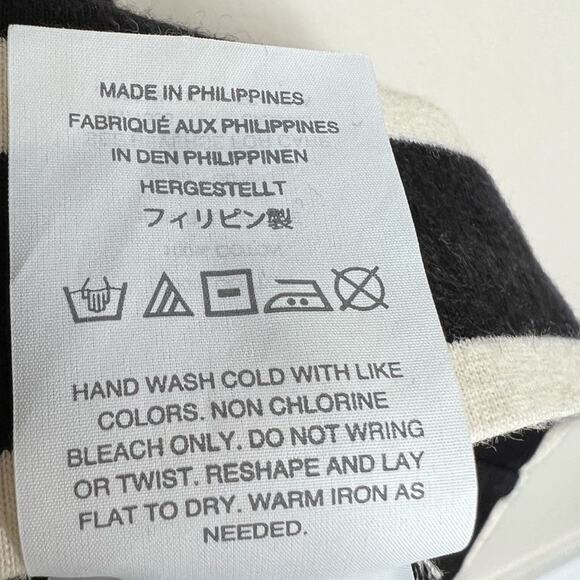 MADE IN PHILIPPINES
FABRIQUÉ AUX PHILIPPINES
IN DEN PHILIPPINEN
HERGESTELLT
フィリピン製
HAND WASH COLD WITH LIKE
COLORS. NON CHLORINE
BLEACH ONLY. DO NOT WRING
OR TWIST. RESHAPE AND LAY
FLAT TO DRY. WARM IRON AS
NEEDED.